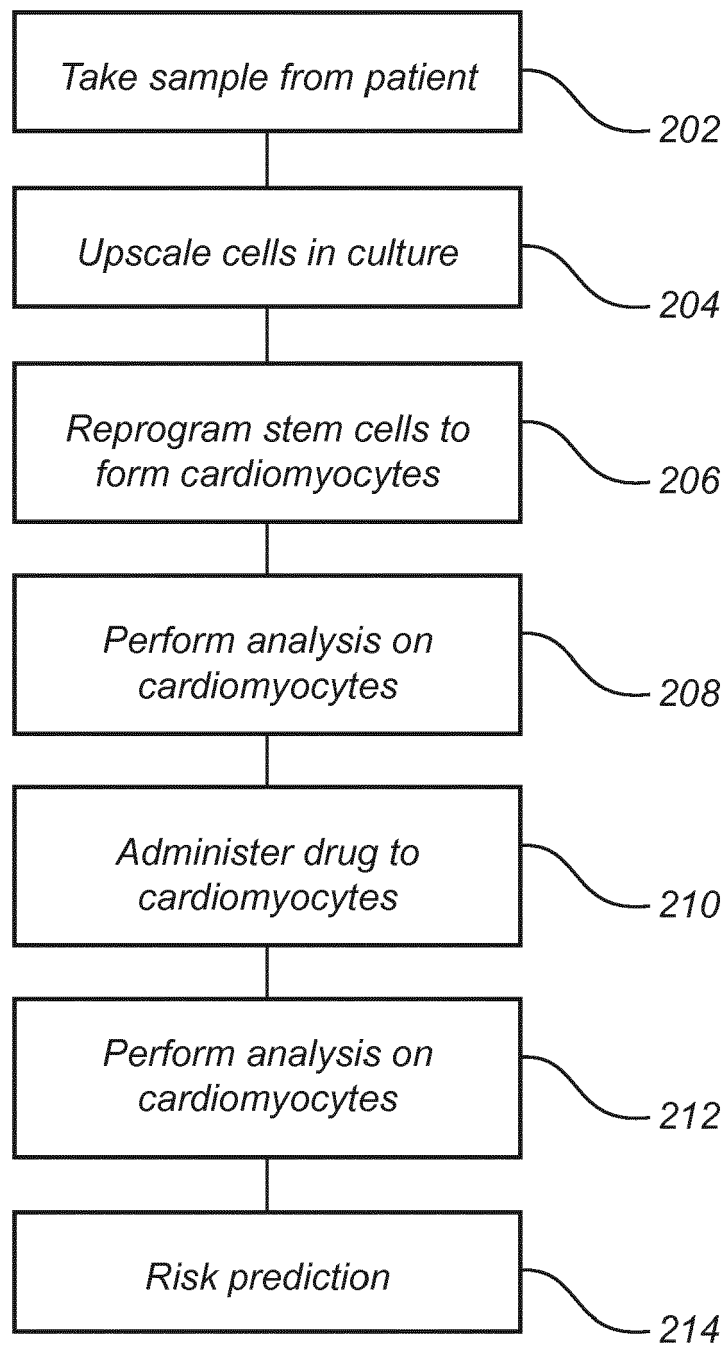 Take sample from patient
202
Upscale cells in culture
204
Reprogram stem cells to
form cardiomyocytes
206
Perform analysis on
cardiomyocytes
208
Administer drug to
cardiomyocytes
210
Perform analysis on
cardiomyocytes
212
Risk prediction
214